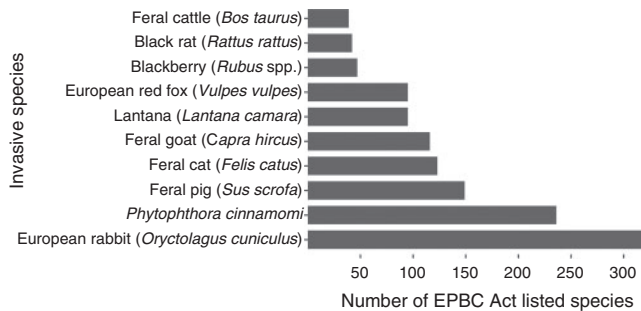 Invasive species
Feral cattle (Bos taurus)
Black rat (Rattus rattus)
Blackberry (Rubus spp.)
European red fox (Vulpes vulpes)
Lantana (Lantana camara)
Feral goat (Capra hircus)
Feral cat (Felis catus)
Feral pig (Sus scrofa)
Phytophthora cinnamomi
European rabbit (Oryctolagus cuniculus)
50 100 150 200 250 300
Number of EPBC Act listed species